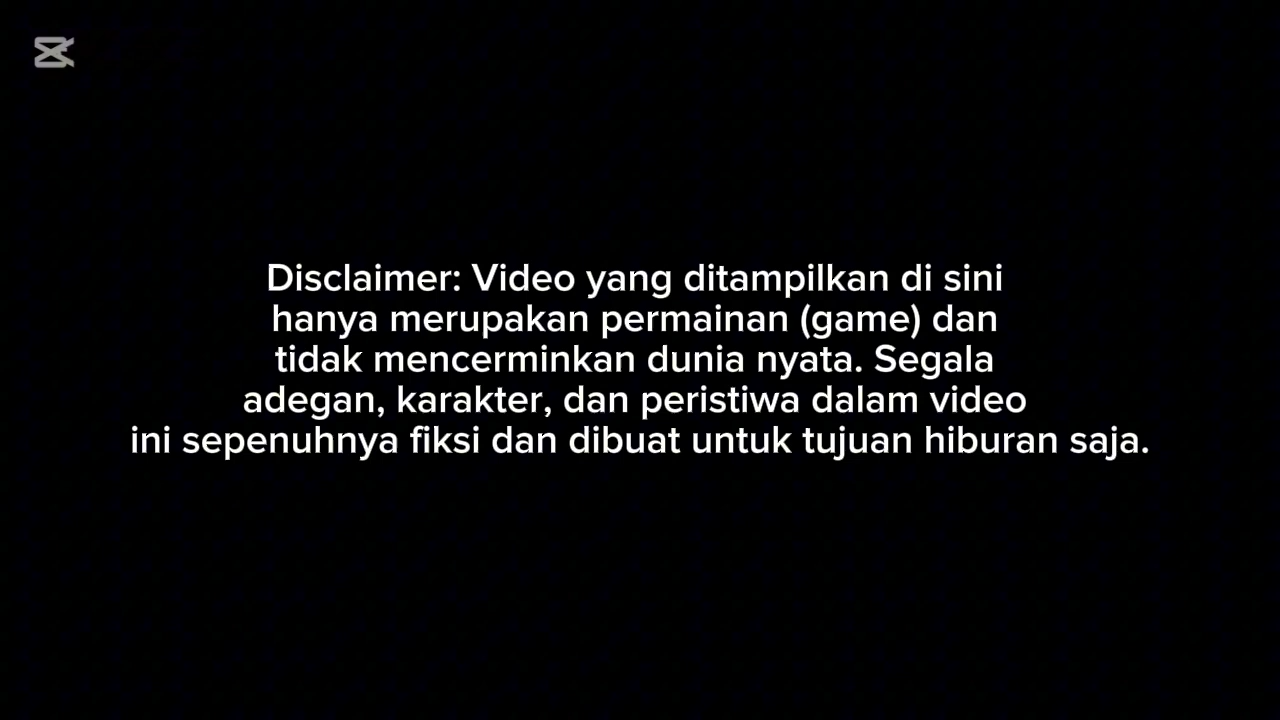 Disclaimer: Video yang ditampilkan di sini
hanya merupakan permainan (game) dan
tidak mencerminkan dunia nyata. Segala
adegan, karakter, dan peristiwa dalam video
ini sepenuhnya fiksi dan dibuat untuk tujuan hiburan saja.